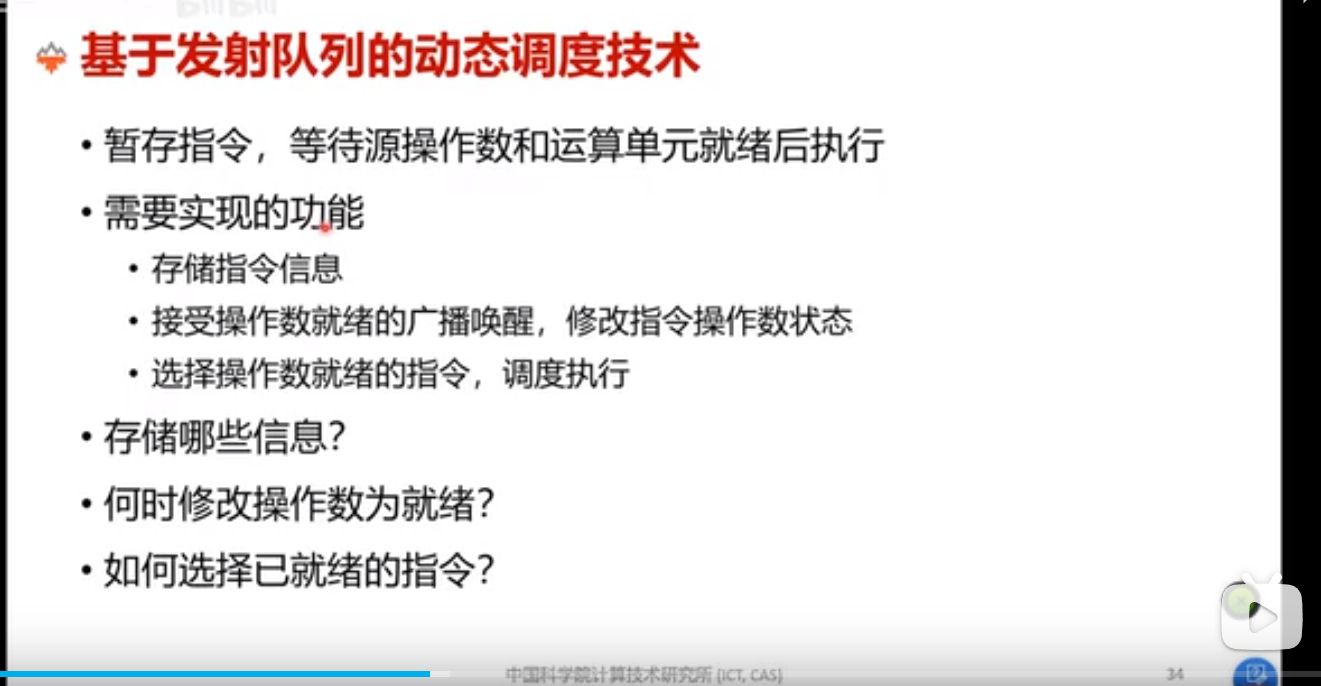 基于发射队列的动态调度技术
• 暂存指令，等待源操作数和运算单元就绪后执行
• 需要实现的功能
• 存储指令信息
• 接受操作数就绪的广播唤醒，修改指令操作数状态
• 选择操作数就绪的指令，调度执行
• 存储哪些信息？
• 何时修改操作数为就绪？
• 如何选择已就绪的指令？
中国科学院计算技术研究所 (ICT, CAS)
34